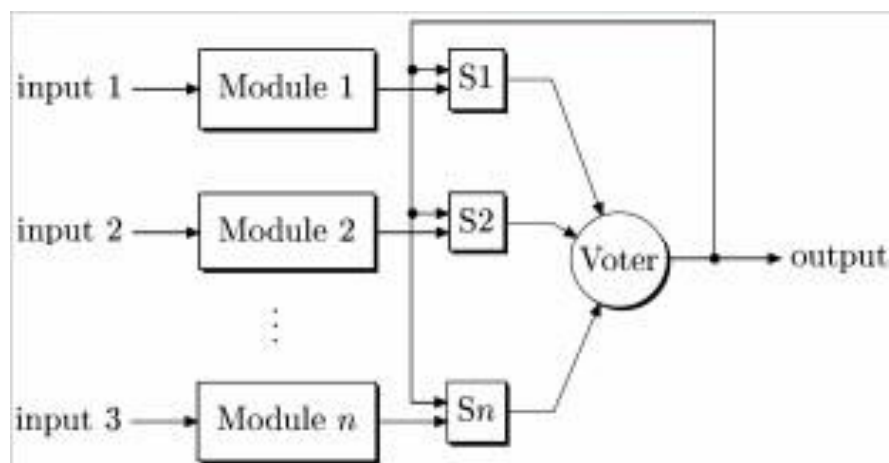 input 1 Module 1 S1
input 2 Module 2 S2
Voter output
input 3 Module n Sn